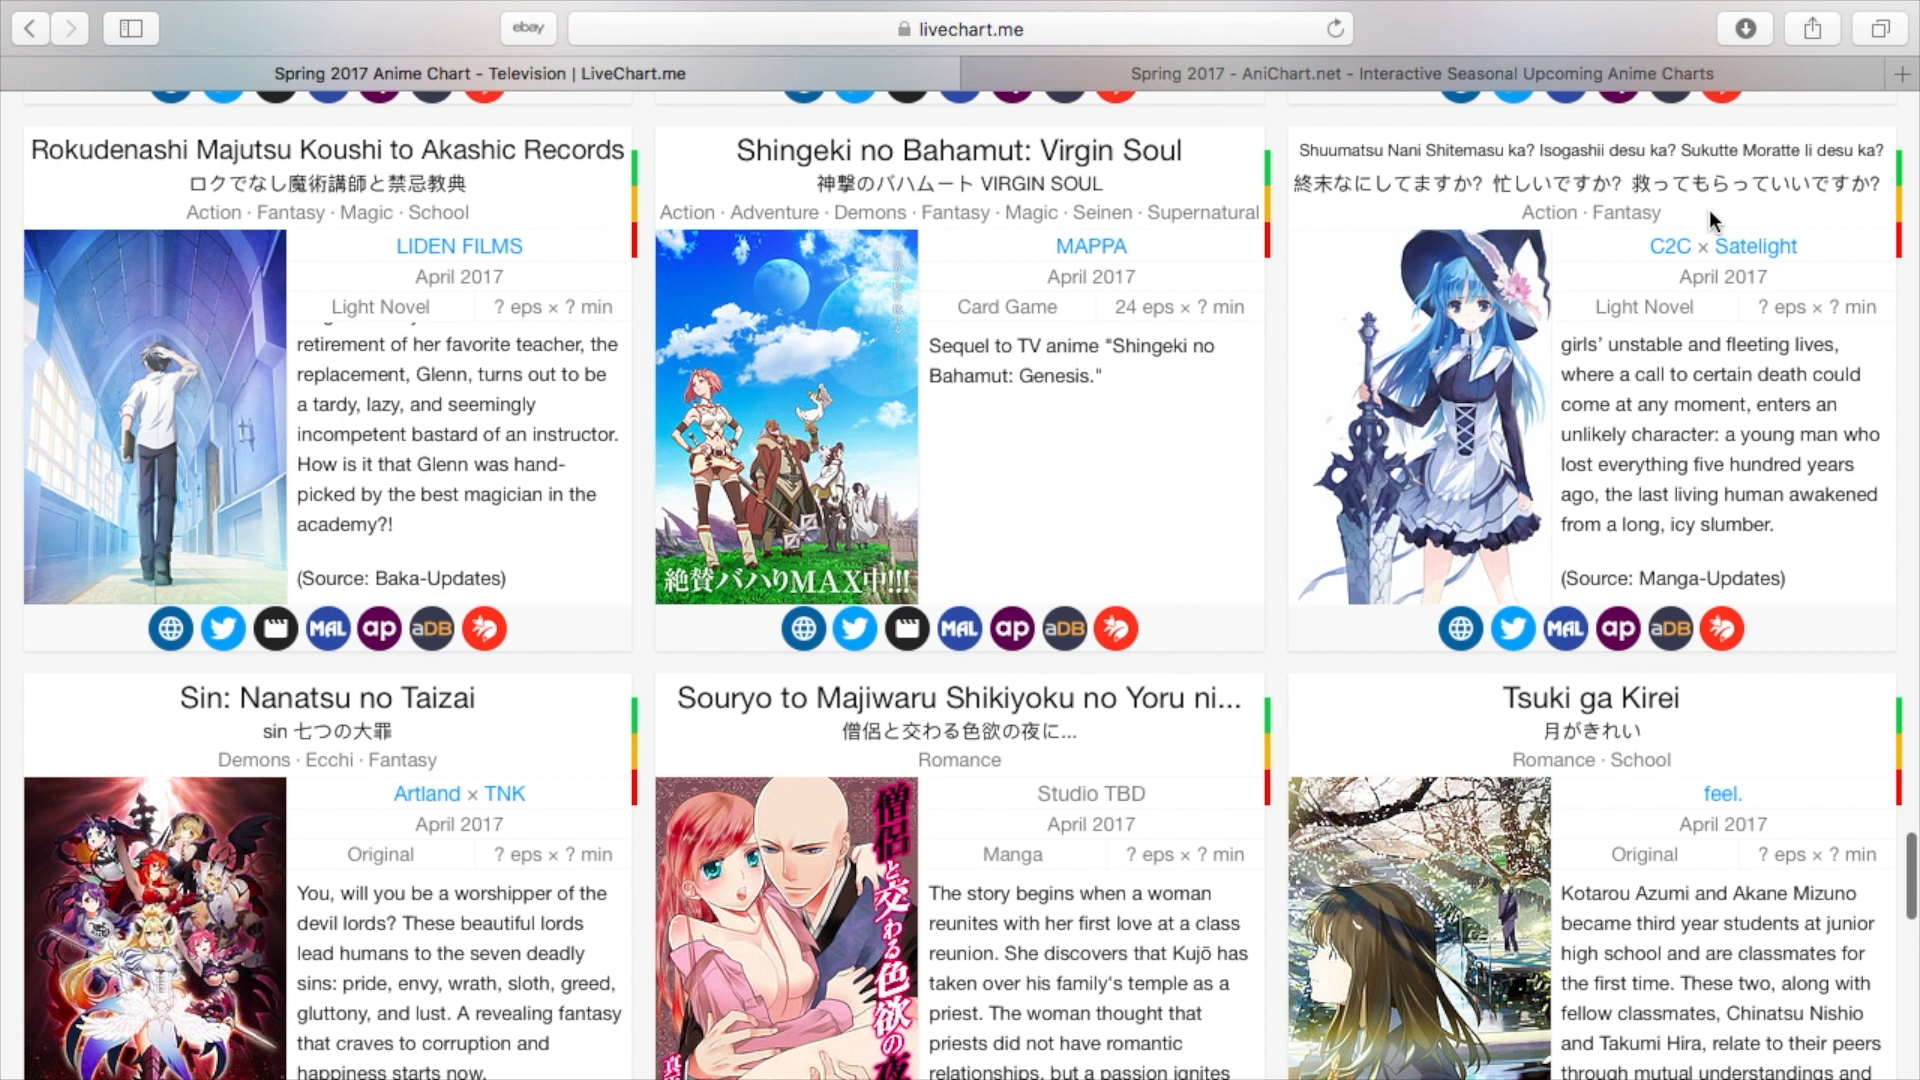 ebay
livechart.me
Spring 2017 Anime Chart - Television | LiveChart.me
Spring 2017 - AniChart.net - Interactive Seasonal Upcoming Anime Charts
Rokudenashi Majutsu Koushi to Akashic Records
ロクでなし魔術講師と禁忌教典
Action · Fantasy · Magic · School
LIDEN FILMS
April 2017
Light Novel
? eps × ? min
retirement of her favorite teacher, the
replacement, Glenn, turns out to be
a tardy, lazy, and seemingly
incompetent bastard of an instructor.
How is it that Glenn was hand-
picked by the best magician in the
academy?!
(Source: Baka-Updates)
MAL
ap
aDB
Shingeki no Bahamut: Virgin Soul
神撃のバハムート VIRGIN SOUL
Action · Adventure · Demons · Fantasy · Magic · Seinen · Supernatural
MAPPA
April 2017
Card Game
24 eps × ? min
Sequel to TV anime "Shingeki no
Bahamut: Genesis."
絶賛バハりMAX中!!!
MAL
ap
aDB
Shuumatsu Nani Shitemasu ka? Isogashii desu ka? Sukutte Moratte Ii desu ka?
終末なにしてますか? 忙しいですか? 救ってもらっていいですか?
Action · Fantasy
C2C × Satelight
April 2017
Light Novel
? eps × ? min
girls’ unstable and fleeting lives,
where a call to certain death could
come at any moment, enters an
unlikely character: a young man who
lost everything five hundred years
ago, the last living human awakened
from a long, icy slumber.
(Source: Manga-Updates)
MAL
ap
aDB
Sin: Nanatsu no Taizai
sin 七つの大罪
Demons · Ecchi · Fantasy
Artland × TNK
April 2017
Original
? eps × ? min
You, will you be a worshipper of the
devil lords? These beautiful lords
lead humans to the seven deadly
sins: pride, envy, wrath, sloth, greed,
gluttony, and lust. A revealing fantasy
that craves to corruption and
happiness starts now.
Souryo to Majiwaru Shikiyoku no Yoru ni...
僧侶と交わる色欲の夜に...
Romance
Studio TBD
April 2017
Manga
? eps × ? min
The story begins when a woman
reunites with her first love at a class
reunion. She discovers that Kujō has
taken over his family's temple as a
priest. The woman thought that
priests did not have romantic
relationships, but a passion ignites
僧侶と交わる色欲の夜
Tsuki ga Kirei
月がきれい
Romance · School
feel.
April 2017
Original
? eps × ? min
Kotarou Azumi and Akane Mizuno
became third year students at junior
high school and are classmates for
the first time. These two, along with
fellow classmates, Chinatsu Nishio
and Takumi Hira, relate to their peers
through mutual understandings and